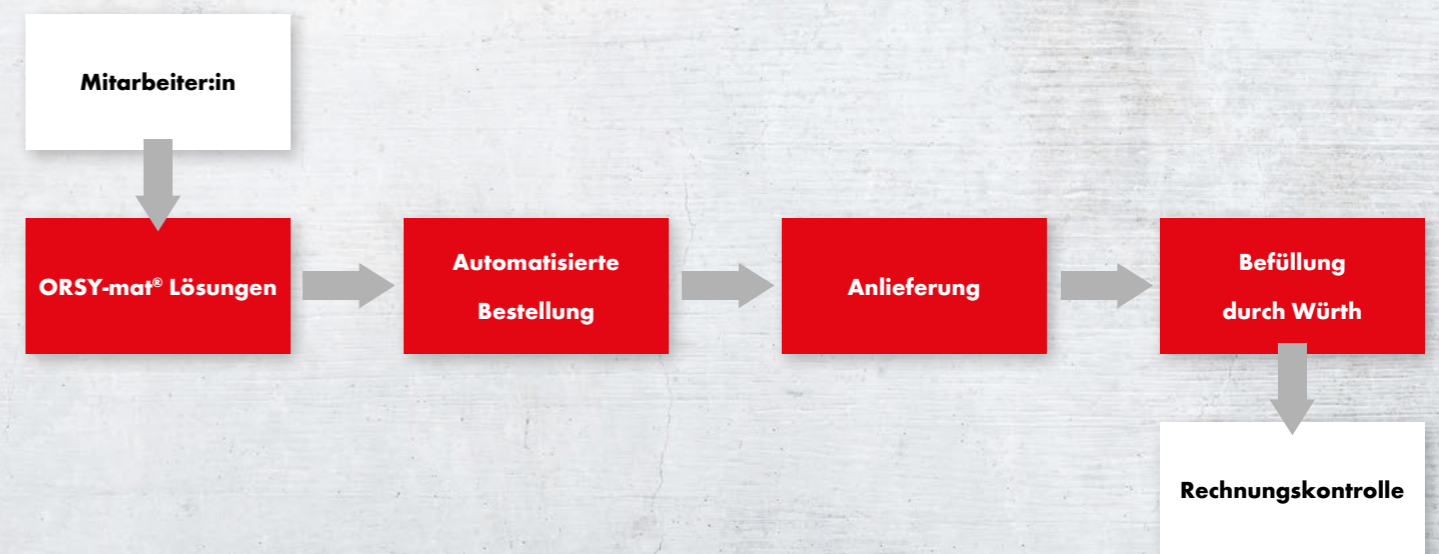 Mitarbeiter:in
ORSY-mat® Lösungen
Automatisierte
Bestellung
Anlieferung
Befüllung
durch Würth
Rechnungskontrolle